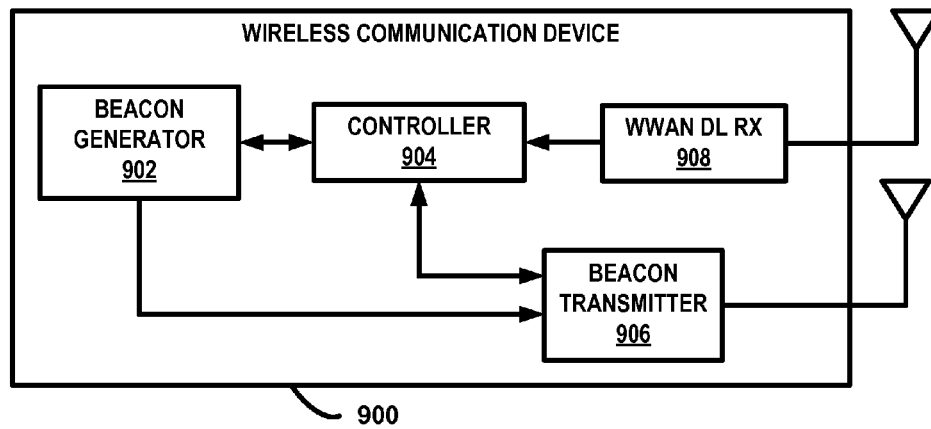 WIRELESS COMMUNICATION DEVICE
BEACON
GENERATOR
902
CONTROLLER
904
WWAN DL RX
908
BEACON
TRANSMITTER
906
900